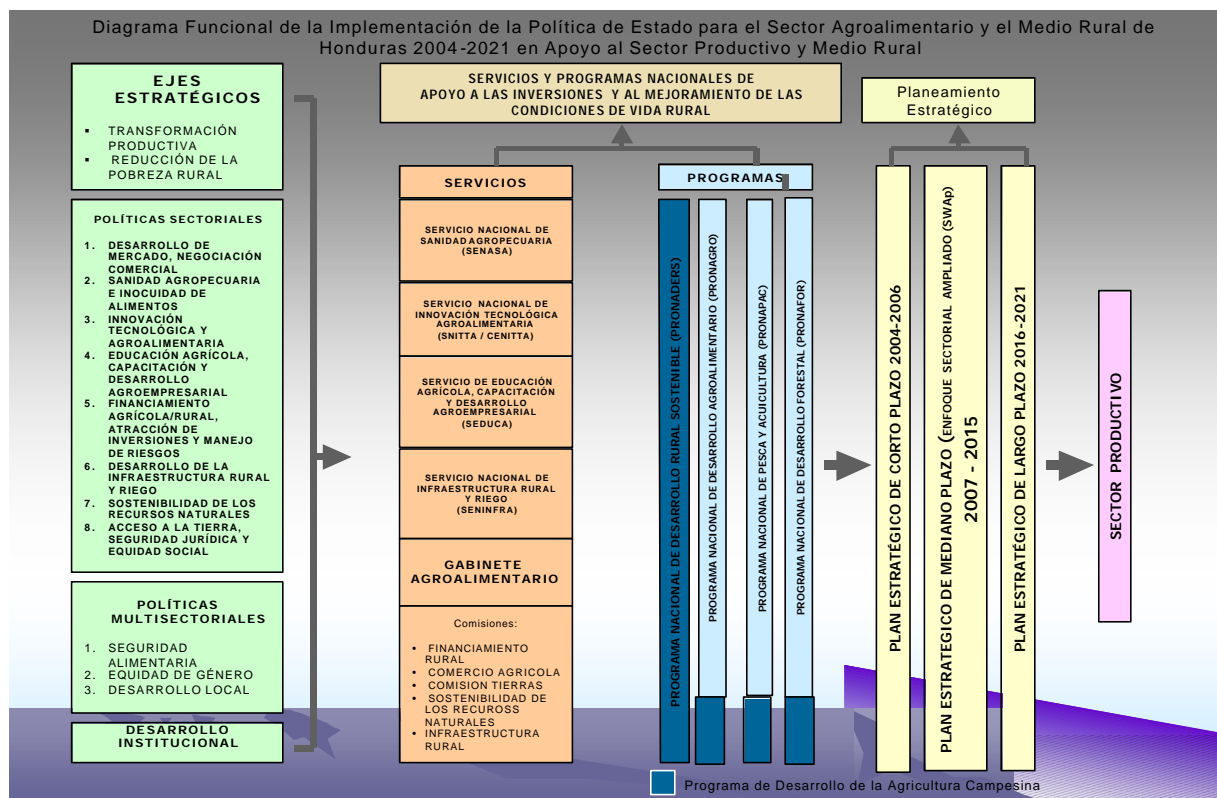 Diagrama Funcional de la Implementación de la Política de Estado para el Sector Agroalimentario y el Medio Rural de
Honduras 2004-2021 en Apoyo al Sector Productivo y Medio Rural
EJES
ESTRATÉGICOS
▪ TRANSFORMACIÓN
PRODUCTIVA
▪ REDUCCIÓN DE LA
POBREZA RURAL
POLÍTICAS SECTORIALES
1. DESARROLLO DE
MERCADO, NEGOCIACIÓN
COMERCIAL
2. SANIDAD AGROPECUARIA
E INOCUIDAD DE
ALIMENTOS
3. INNOVACIÓN
TECNOLÓGICA Y
AGROALIMENTARIA
4. EDUCACIÓN AGRÍCOLA,
CAPACITACIÓN Y
DESARROLLO
AGROEMPRESARIAL
5. FINANCIAMIENTO
AGRÍCOLA/RURAL,
ATRACCIÓN DE
INVERSIONES Y MANEJO
DE RIESGOS
6. DESARROLLO DE LA
INFRAESTRUCTURA RURAL
Y RIEGO
7. SOSTENIBILIDAD DE LOS
RECURSOS NATURALES
8. ACCESO A LA TIERRA,
SEGURIDAD JURÍDICA Y
EQUIDAD SOCIAL
POLÍTICAS
MULTISECTORIALES
1. SEGURIDAD
ALIMENTARIA
2. EQUIDAD DE GÉNERO
3. DESARROLLO LOCAL
DESARROLLO
INSTITUCIONAL
SERVICIOS Y PROGRAMAS NACIONALES DE
APOYO A LAS INVERSIONES Y AL MEJORAMIENTO DE LAS
CONDICIONES DE VIDA RURAL
SERVICIOS
SERVICIO NACIONAL DE
SANIDAD AGROPECUARIA
(SENASA)
SERVICIO NACIONAL DE
INNOVACIÓN TECNOLÓGICA
AGROALIMENTARIA
(SNITTA / CENITTA)
SERVICIO DE EDUCACIÓN
AGRÍCOLA, CAPACITACIÓN
Y DESARROLLO
AGROEMPRESARIAL
(SEDUCA)
SERVICIO NACIONAL DE
INFRAESTRUCTURA RURAL
Y RIEGO
(SENINFRA)
GABINETE
AGROALIMENTARIO
Comisiones:
• FINANCIAMIENTO
RURAL
• COMERCIO AGRICOLA
• COMISION TIERRAS
• SOSTENIBILIDAD DE
LOS RECUROSS
NATURALES
• INFRAESTRUCTURA
RURAL
PROGRAMAS
PROGRAMA NACIONAL DE DESARROLLO RURAL SOSTENIBLE (PRONADERS)
PROGRAMA NACIONAL DE DESARROLLO AGROALIMENTARIO (PRONAGRO)
PROGRAMA NACIONAL DE PESCA Y ACUICULTURA (PRONAPAC)
PROGRAMA NACIONAL DE DESARROLLO FORESTAL (PRONAFOR)
Programa de Desarrollo de la Agricultura Campesina
Planeamiento
Estratégico
PLAN ESTRATÉGICO DE CORTO PLAZO 2004-2006
PLAN ESTRATEGICO DE MEDIANO PLAZO (ENFOQUE SECTORIAL AMPLIADO (SWAp)
2007 - 2015
PLAN ESTRATÉGICO DE LARGO PLAZO 2016-2021
SECTOR PRODUCTIVO